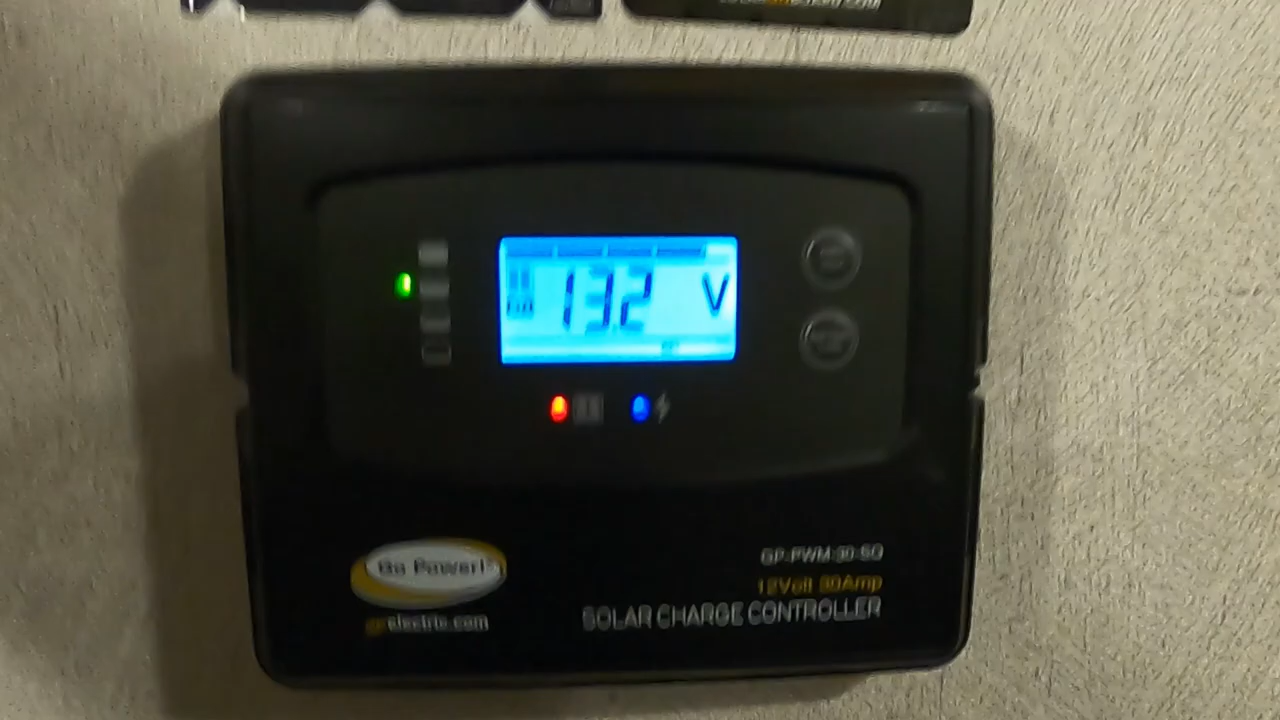 13.2 V
Go Power!
gpelectric.com
GP-PWM-30-SQ
12Volt 30Amp
SOLAR CHARGE CONTROLLER